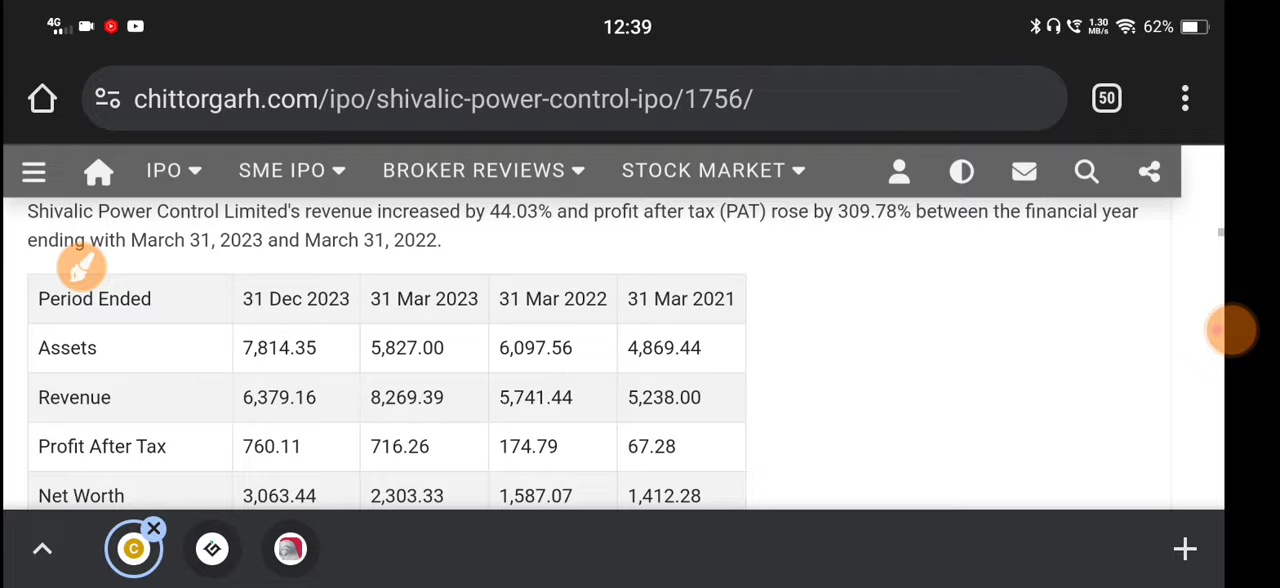 4G 12:39 1.30 MB/s 62%
chittorgarh.com/ipo/shivalic-power-control-ipo/1756/ 50
IPO SME IPO BROKER REVIEWS STOCK MARKET
Shivalic Power Control Limited's revenue increased by 44.03% and profit after tax (PAT) rose by 309.78% between the financial year
ending with March 31, 2023 and March 31, 2022.
Period Ended 31 Dec 2023 31 Mar 2023 31 Mar 2022 31 Mar 2021
Assets 7,814.35 5,827.00 6,097.56 4,869.44
Revenue 6,379.16 8,269.39 5,741.44 5,238.00
Profit After Tax 760.11 716.26 174.79 67.28
Net Worth 3,063.44 2,303.33 1,587.07 1,412.28
C